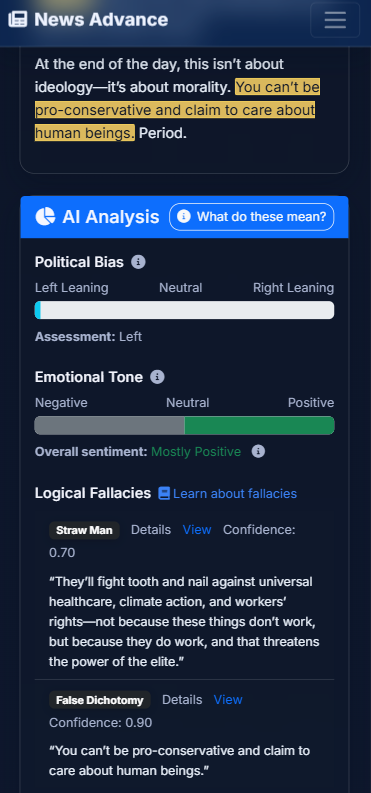 News Advance
At the end of the day, this isn't about
ideology—it's about morality. You can't be
pro-conservative and claim to care about
human beings. Period.
AI Analysis
What do these mean?
Political Bias
Left Leaning Neutral Right Leaning
Assessment: Left
Emotional Tone
Negative Neutral Positive
Overall sentiment: Mostly Positive
Logical Fallacies Learn about fallacies
Straw Man Details View Confidence:
0.70
“They'll fight tooth and nail against universal
healthcare, climate action, and workers'
rights—not because these things don't work,
but because they do work, and that threatens
the power of the elite.”
False Dichotomy Details View
Confidence: 0.90
“You can't be pro-conservative and claim to
care about human beings.”